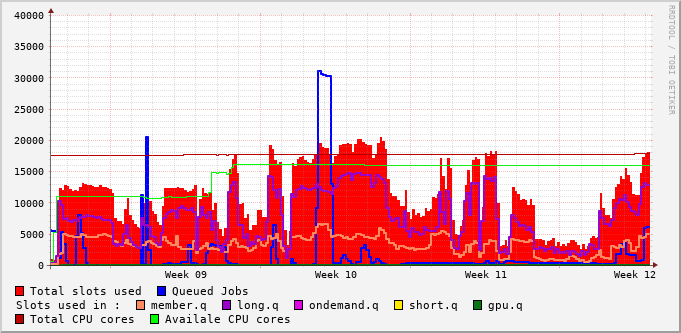 40000
35000
30000
25000
20000
15000
10000
5000
0
Week 09 Week 10 Week 11 Week 12
Total slots used Queued Jobs
Slots used in : member.q long.q ondemand.q short.q gpu.q
Total CPU cores Availale CPU cores
RRDTOOL / TOBI OETIKER